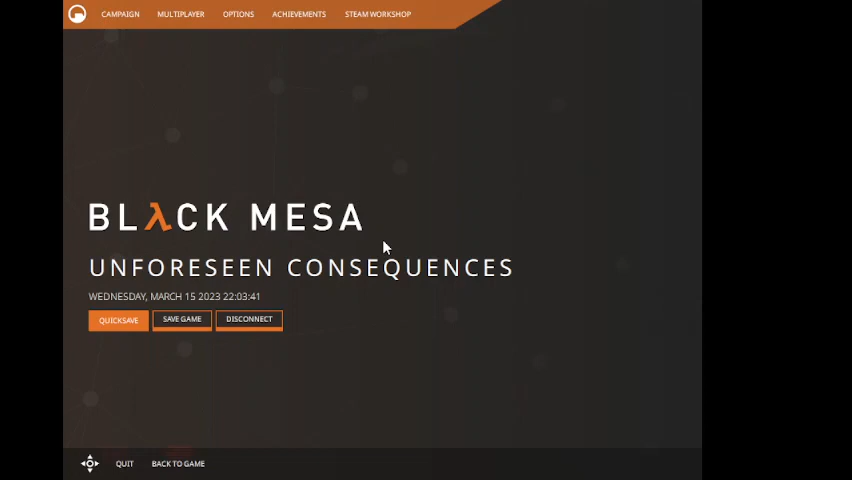 CAMPAIGN MULTIPLAYER OPTIONS ACHIEVEMENTS STEAM WORKSHOP
BLλCK MESA
UNFORESEEN CONSEQUENCES
WEDNESDAY, MARCH 15 2023 22:03:41
QUICKSAVE SAVE GAME DISCONNECT
QUIT BACK TO GAME